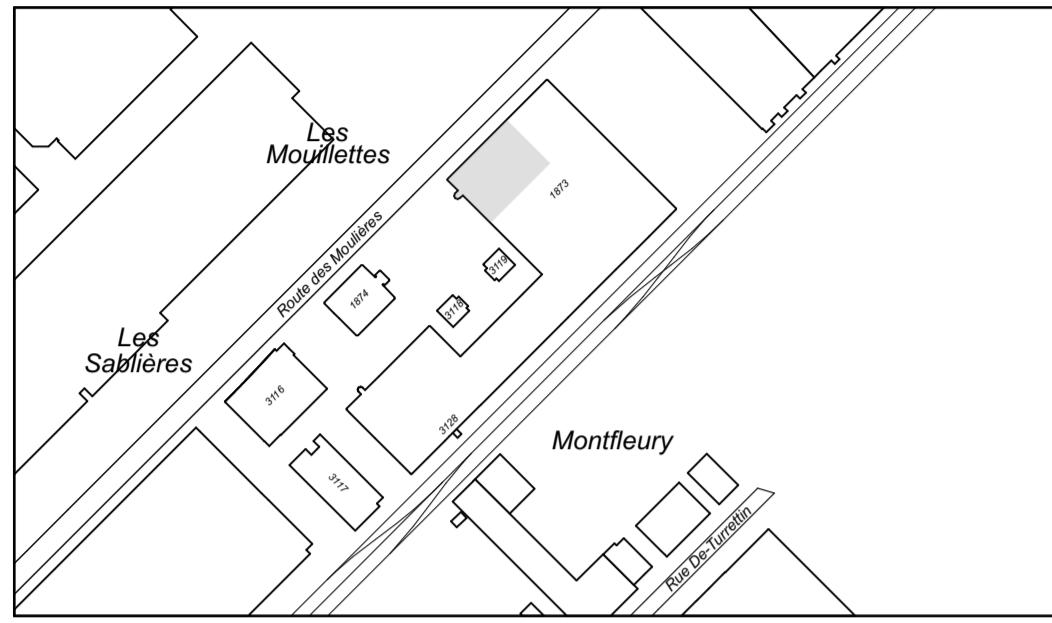 Les
Mouillettes
1873
Route des Moulières
3119
1874
3118
Les
Sablières
3116
3128
Montfleury
3117
Rue De-Turrettin